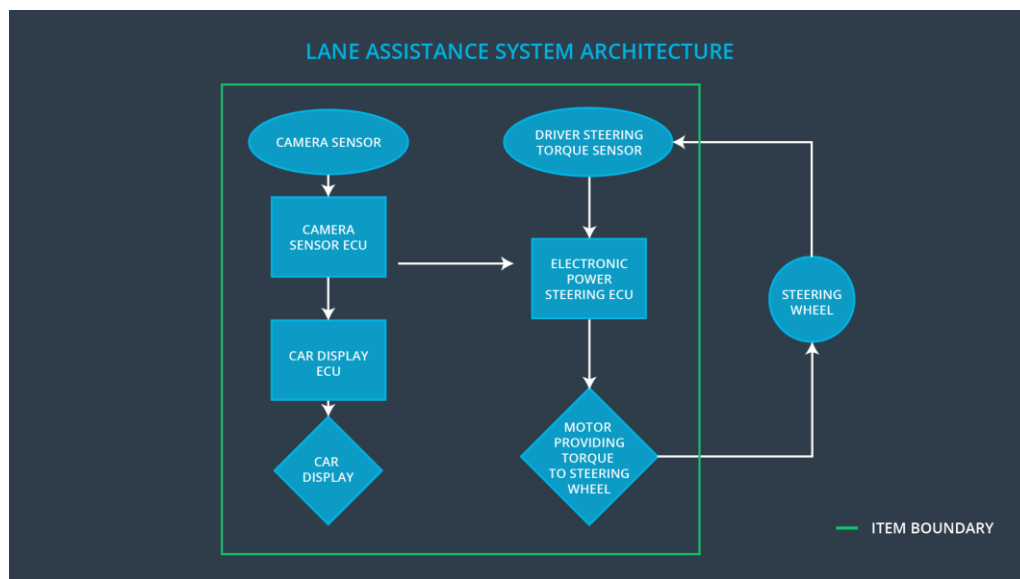 LANE ASSISTANCE SYSTEM ARCHITECTURE
CAMERA SENSOR
DRIVER STEERING
TORQUE SENSOR
CAMERA
SENSOR ECU
ELECTRONIC
POWER
STEERING ECU
STEERING
WHEEL
CAR DISPLAY
ECU
CAR
DISPLAY
MOTOR
PROVIDING
TORQUE
TO STEERING
WHEEL
ITEM BOUNDARY